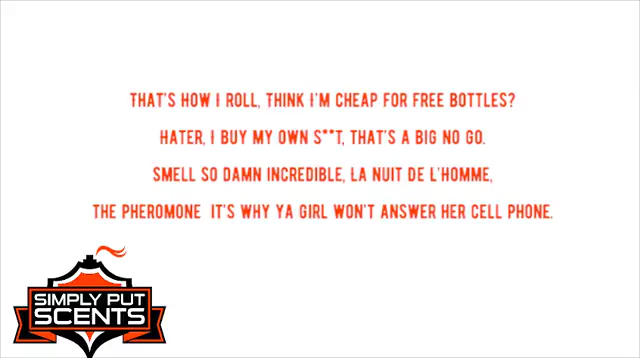 THAT'S HOW I ROLL, THINK I'M CHEAP FOR FREE BOTTLES?
HATER, I BUY MY OWN S**T, THAT'S A BIG NO GO.
SMELL SO DAMN INCREDIBLE, LA NUIT DE L'HOMME,
THE PHEROMONE IT'S WHY YA GIRL WON'T ANSWER HER CELL PHONE.
SIMPLY PUT
SCENTS